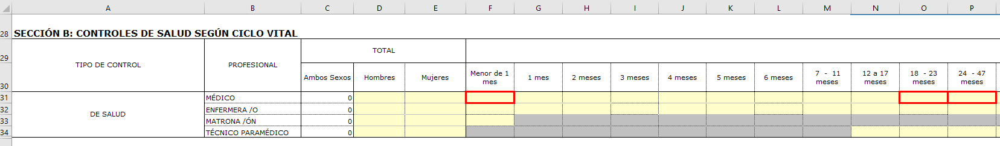 A B C D E F G H I J K L M N O P
28 SECCIÓN B: CONTROLES DE SALUD SEGÚN CICLO VITAL
29 TIPO DE CONTROL PROFESIONAL TOTAL
30 Ambos Sexos Hombres Mujeres Menor de 1 mes 1 mes 2 meses 3 meses 4 meses 5 meses 6 meses 7 - 11 meses 12 a 17 meses 18 - 23 meses 24 - 47 meses
31 DE SALUD MÉDICO 0
32 ENFERMERA /O 0
33 MATRONA /ÓN 0
34 TÉCNICO PARAMÉDICO 0